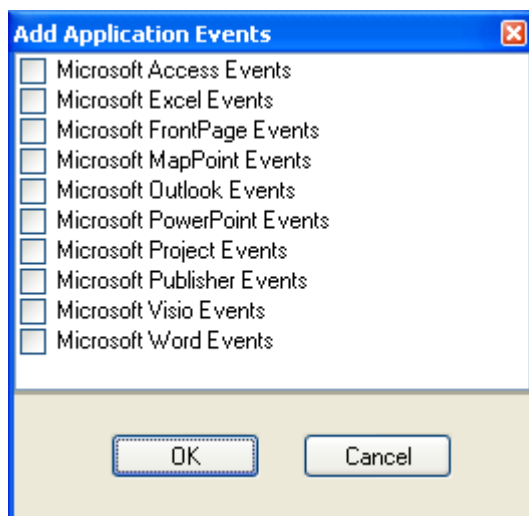 Add Application Events
Microsoft Access Events
Microsoft Excel Events
Microsoft FrontPage Events
Microsoft MapPoint Events
Microsoft Outlook Events
Microsoft PowerPoint Events
Microsoft Project Events
Microsoft Publisher Events
Microsoft Visio Events
Microsoft Word Events
OK Cancel